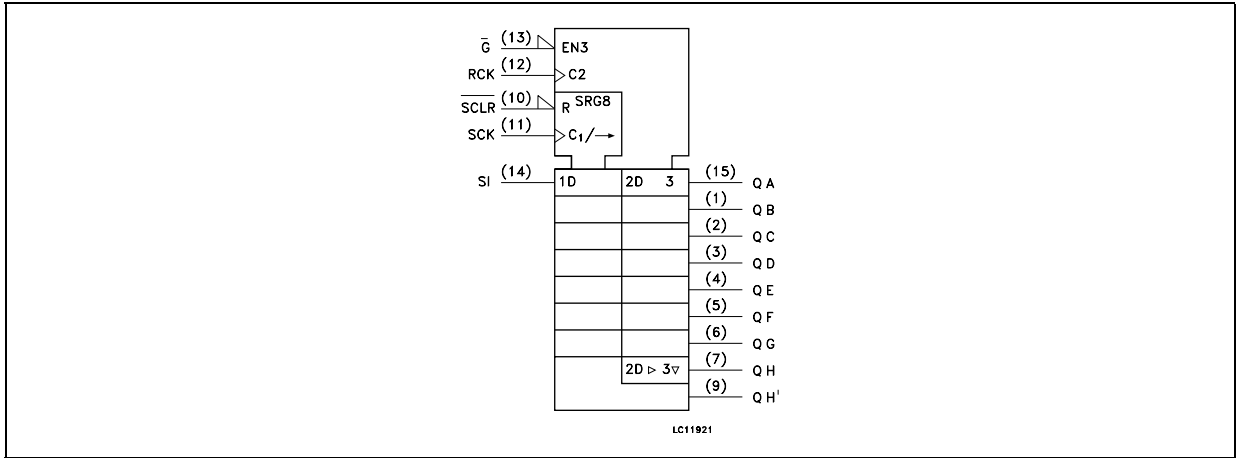 G̅ (13) EN3
RCK (12) C2
S̅C̅L̅R̅ (10) R SRG8
SCK (11) C1/→
SI (14) 1D 2D 3 (15) QA
(1) QB
(2) QC
(3) QD
(4) QE
(5) QF
(6) QG
2D ▷ 3▽ (7) QH
(9) QH'
LC11921